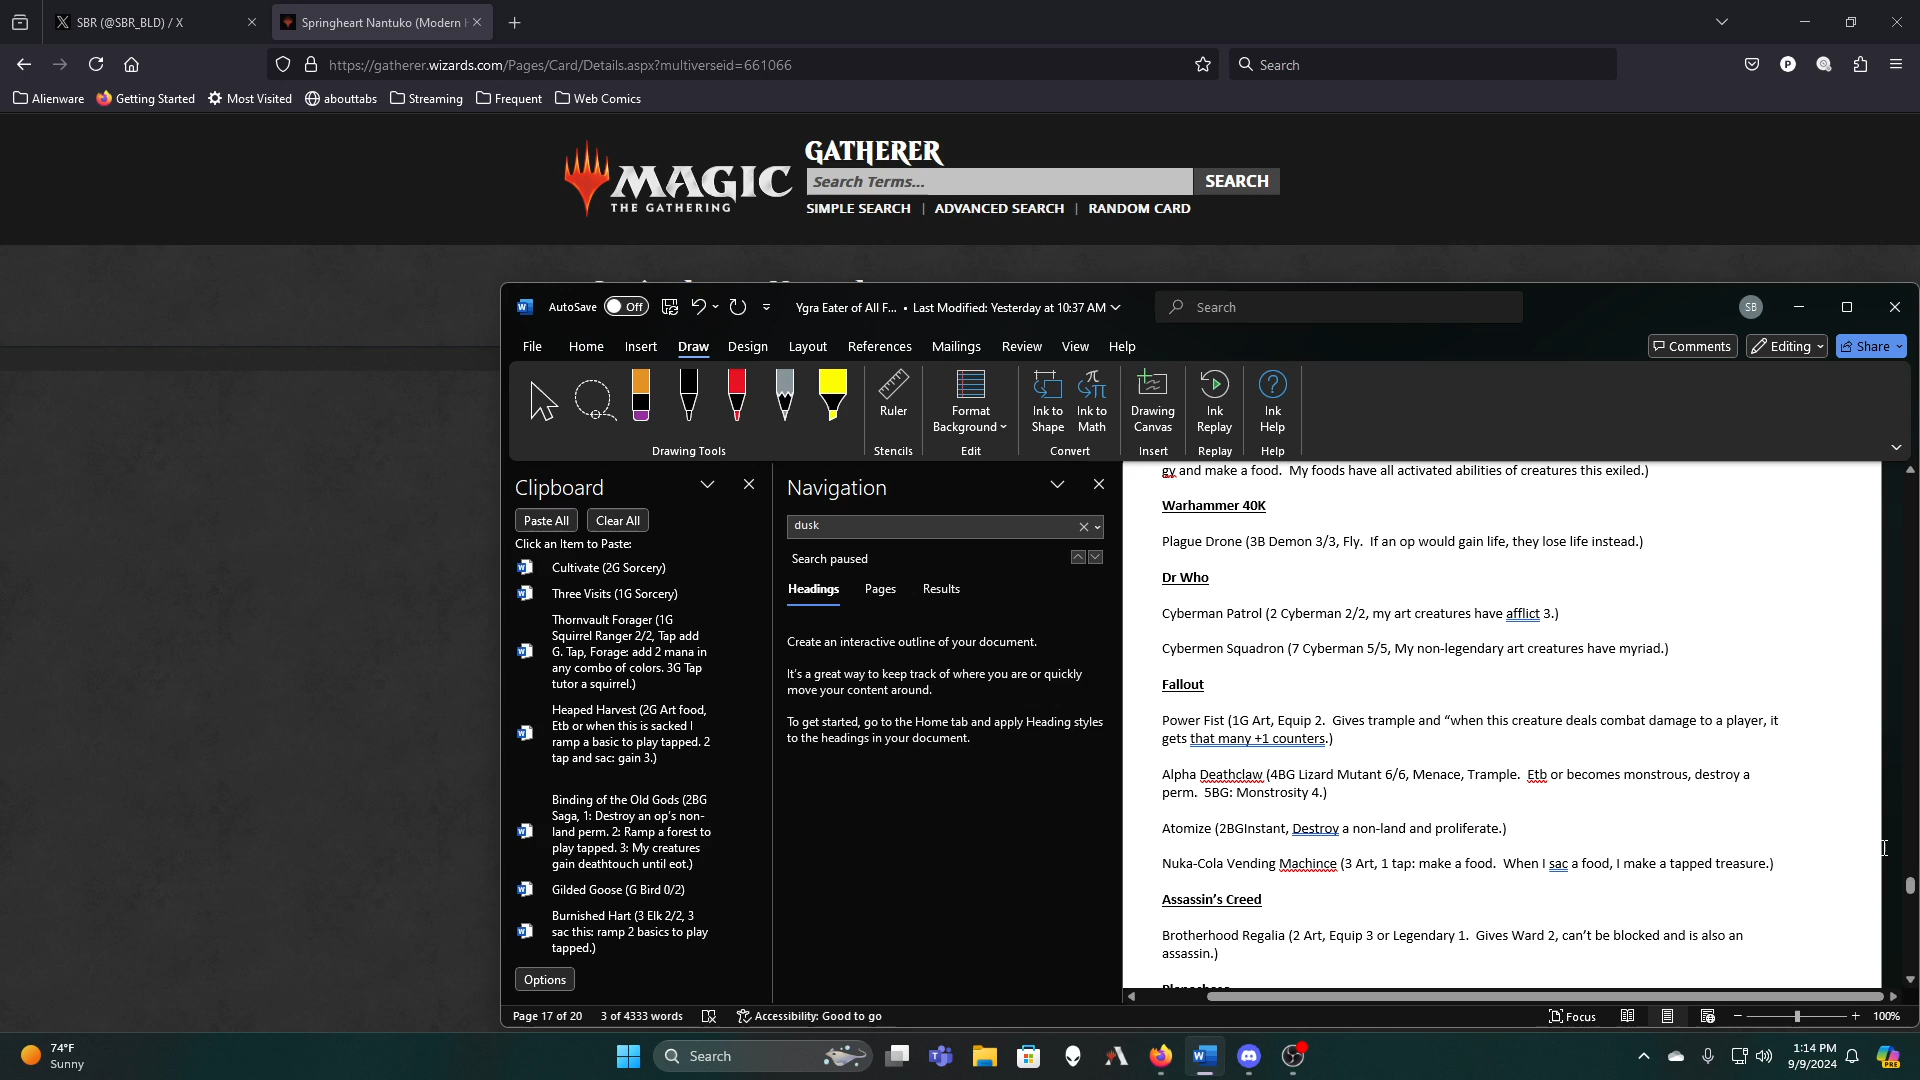 SBR (@SBR_BLD) / X
Springheart Nantuko (Modern H
https://gatherer.wizards.com/Pages/Card/Details.aspx?multiverseid=661066
Search
Alienware
Getting Started
Most Visited
abouttabs
Streaming
Frequent
Web Comics
MAGIC
THE GATHERING
GATHERER
Search Terms...
SEARCH
SIMPLE SEARCH | ADVANCED SEARCH | RANDOM CARD
AutoSave Off
Ygra Eater of All F... • Last Modified: Yesterday at 10:37 AM
Search
SB
File Home Insert Draw Design Layout References Mailings Review View Help
Comments Editing Share
Ruler
Format Background
Ink to Shape
Ink to Math
Drawing Canvas
Ink Replay
Ink Help
Drawing Tools Stencils Edit Convert Insert Replay Help
Clipboard
Paste All Clear All
Click an Item to Paste:
Cultivate (2G Sorcery)
Three Visits (1G Sorcery)
Thornvault Forager (1G
Squirrel Ranger 2/2, Tap add
G. Tap, Forage: add 2 mana in
any combo of colors. 3G Tap
tutor a squirrel.)
Heaped Harvest (2G Art food,
Etb or when this is sacked I
ramp a basic to play tapped. 2
tap and sac: gain 3.)
Binding of the Old Gods (2BG
Saga, 1: Destroy an op's non-
land perm. 2: Ramp a forest to
play tapped. 3: My creatures
gain deathtouch until eot.)
Gilded Goose (G Bird 0/2)
Burnished Hart (3 Elk 2/2, 3
sac this: ramp 2 basics to play
tapped.)
Options
Navigation
dusk
Search paused
Headings Pages Results
Create an interactive outline of your document.
It's a great way to keep track of where you are or quickly
move your content around.
To get started, go to the Home tab and apply Heading styles
to the headings in your document.
gy and make a food. My foods have all activated abilities of creatures this exiled.)
Warhammer 40K
Plague Drone (3B Demon 3/3, Fly. If an op would gain life, they lose life instead.)
Dr Who
Cyberman Patrol (2 Cyberman 2/2, my art creatures have afflict 3.)
Cybermen Squadron (7 Cyberman 5/5, My non-legendary art creatures have myriad.)
Fallout
Power Fist (1G Art, Equip 2. Gives trample and “when this creature deals combat damage to a player, it
gets that many +1 counters.)
Alpha Deathclaw (4BG Lizard Mutant 6/6, Menace, Trample. Etb or becomes monstrous, destroy a
perm. 5BG: Monstrosity 4.)
Atomize (2BGInstant, Destroy a non-land and proliferate.)
Nuka-Cola Vending Machince (3 Art, 1 tap: make a food. When I sac a food, I make a tapped treasure.)
Assassin's Creed
Brotherhood Regalia (2 Art, Equip 3 or Legendary 1. Gives Ward 2, can't be blocked and is also an
assassin.)
Page 17 of 20
3 of 4333 words
Accessibility: Good to go
Focus
100%
74°F
Sunny
Search
1:14 PM
9/9/2024